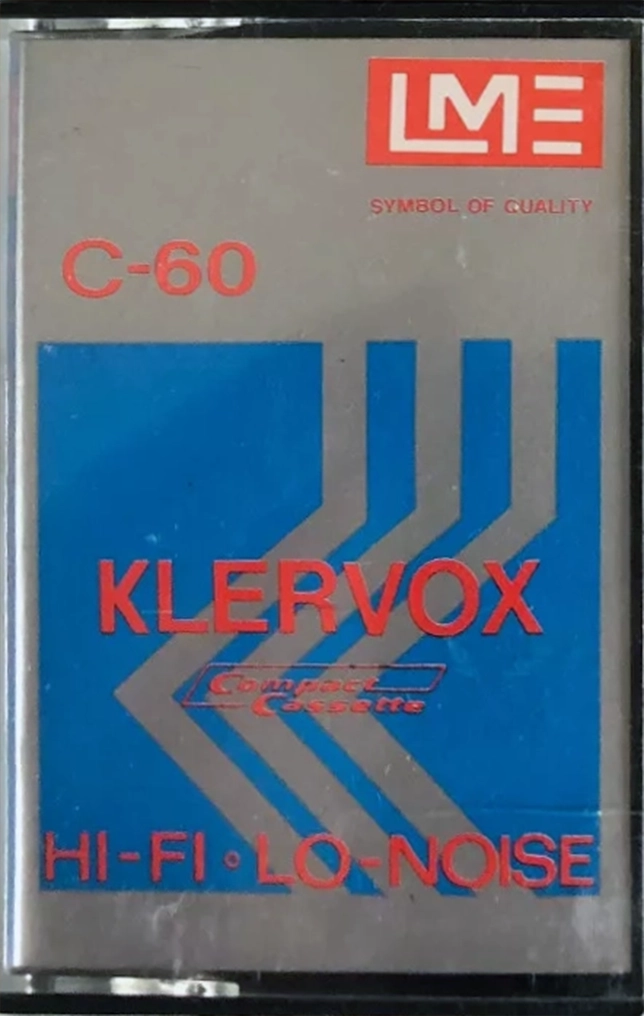 LME
SYMBOL OF QUALITY
C-60
KLERVOX
Compact
Cassette
HI-FI • LO-NOISE